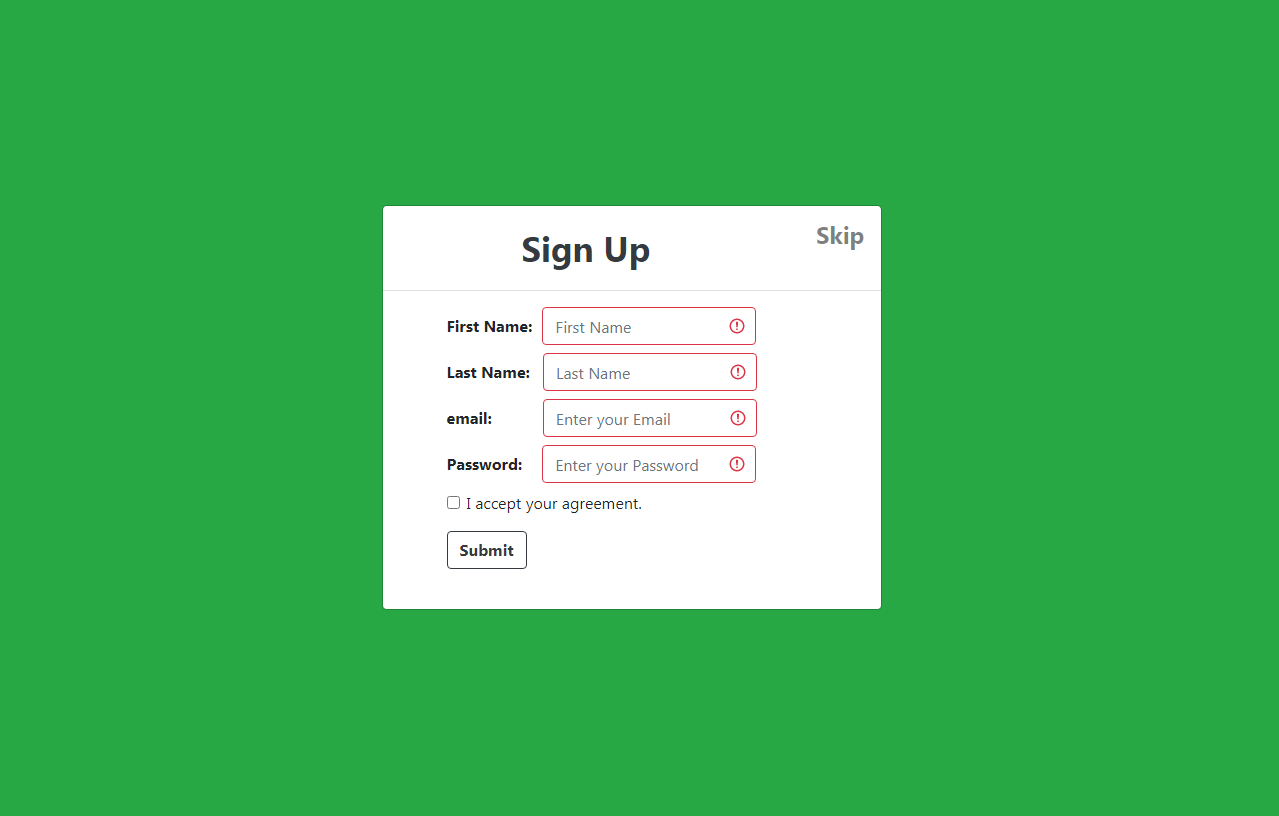 Sign Up
Skip
First Name: First Name
Last Name: Last Name
email: Enter your Email
Password: Enter your Password
I accept your agreement.
Submit